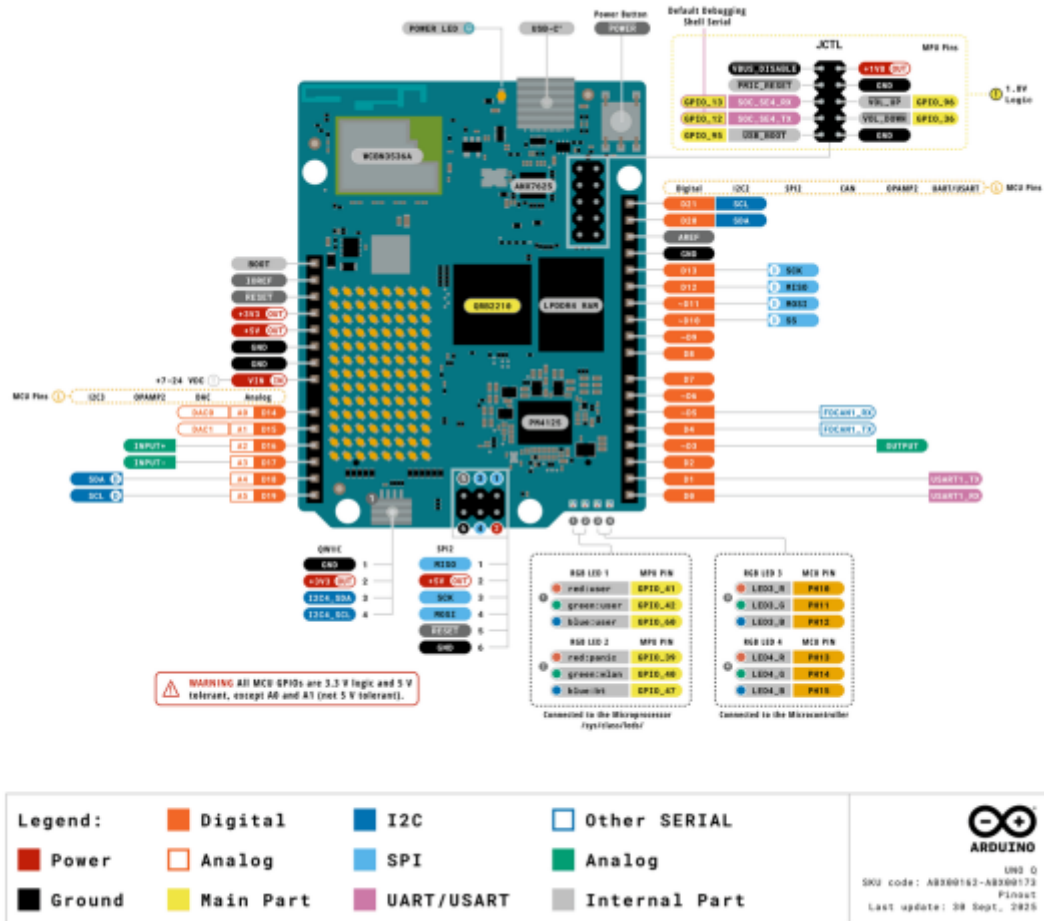 POWER LED
USB-C®
Power Button
POWER
Default Debugging
Shell Serial
JCTL
MPU Pins
VBUS_DISABLE
+1V8 OUT
PMIC_RESET
GND
GPIO_13 SOC_SE4_RX
VOL_UP GPIO_96
GPIO_12 SOC_SE4_TX
VOL_DOWN GPIO_36
GPIO_95 USB_BOOT
GND
1.8V
Logic
WCBN3536A
ANX7625
QRB2210
LPDDR4 RAM
PM4125
Digital I2C2 SPI2 CAN OPAMP2 UART/USART
MCU Pins
D21 SCL
D20 SDA
AREF
GND
D13 SCK
D12 MISO
~D11 MOSI
~D10 SS
~D9
D8
D7
~D6
~D5 FDCAN1_RX
D4 FDCAN1_TX
~D3 OUTPUT
D2
D1 USART1_TX
D0 USART1_RX
BOOT
IOREF
RESET
+3V3 OUT
+5V OUT
GND
GND
+7-24 VDC VIN IN
MCU Pins I2C3 OPAMP2 DAC Analog
DAC0 A0 D14
DAC1 A1 D15
INPUT+ A2 D16
INPUT- A3 D17
SDA A4 D18
SCL A5 D19
QWIIC
GND 1
+3V3 OUT 2
I2C4_SDA 3
I2C4_SCL 4
SPI2
MISO 1
+5V OUT 2
SCK 3
MOSI 4
RESET 5
GND 6
RGB LED 1 MPU PIN
red:user GPIO_41
green:user GPIO_42
blue:user GPIO_60
RGB LED 2 MPU PIN
red:panic GPIO_39
green:wlan GPIO_40
blue:bt GPIO_47
Connected to the Microprocessor
/sys/class/leds/
RGB LED 3 MCU PIN
LED3_R PH10
LED3_G PH11
LED3_B PH12
RGB LED 4 MCU PIN
LED4_R PH13
LED4_G PH14
LED4_B PH15
Connected to the Microcontroller
WARNING All MCU GPIOs are 3.3 V logic and 5 V
tolerant, except A0 and A1 (not 5 V tolerant).
Legend:
Digital
I2C
Other SERIAL
Power
Analog
SPI
Analog
Ground
Main Part
UART/USART
Internal Part
ARDUINO
UNO Q
SKU code: ABX00162-ABX00173
Pinout
Last update: 30 Sept, 2025